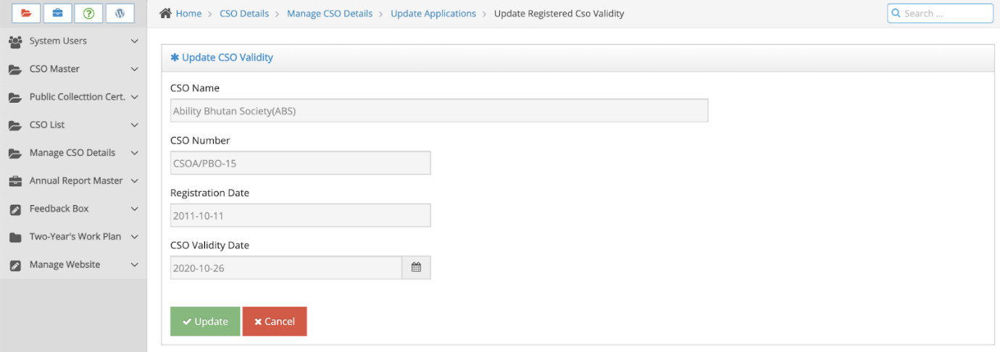 Home > CSO Details > Manage CSO Details > Update Applications > Update Registered Cso Validity
Search ...
System Users
CSO Master
Public Collecttion Cert.
CSO List
Manage CSO Details
Annual Report Master
Feedback Box
Two-Year's Work Plan
Manage Website
Update CSO Validity
CSO Name
Ability Bhutan Society(ABS)
CSO Number
CSOA/PBO-15
Registration Date
2011-10-11
CSO Validity Date
2020-10-26
Update
Cancel